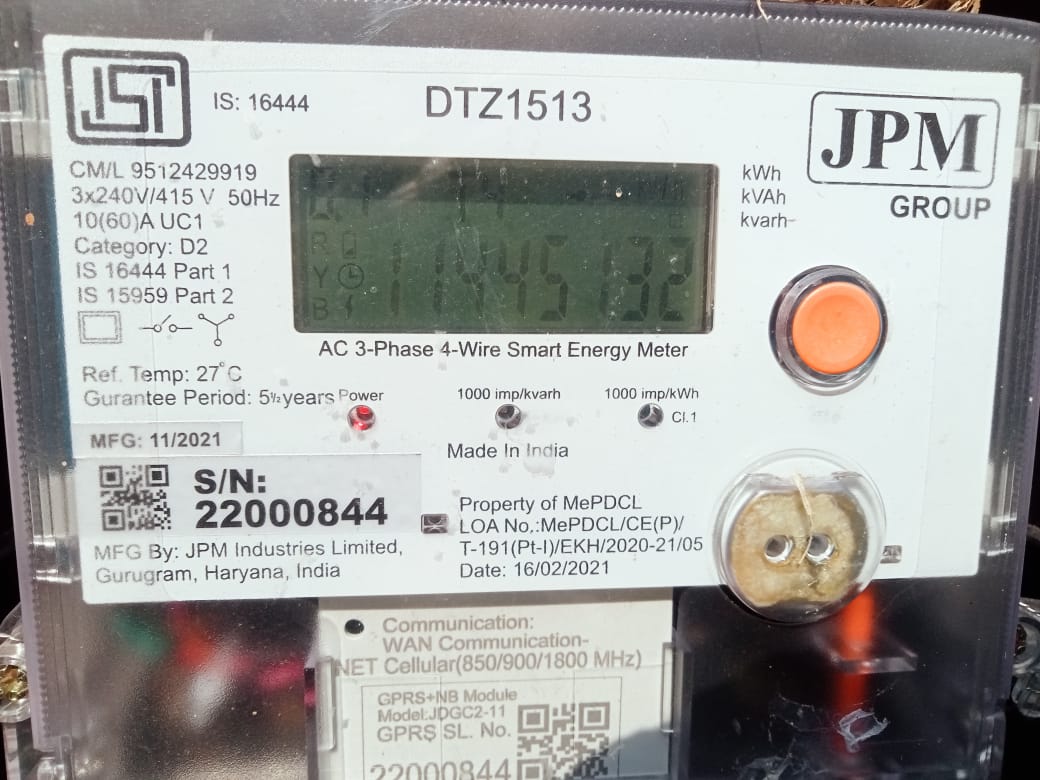 IS: 16444
DTZ1513
JPM
GROUP
CM/L 9512429919
3x240V/415 V 50Hz
10(60)A UC1
Category: D2
IS 16444 Part 1
IS 15959 Part 2
kWh
kVAh
kvarh
R
Y
B
AC 3-Phase 4-Wire Smart Energy Meter
Ref. Temp: 27°C
Gurantee Period: 5½years
Power
1000 imp/kvarh
1000 imp/kWh
Cl.1
MFG: 11/2021
Made In India
S/N:
22000844
MFG By: JPM Industries Limited,
Gurugram, Haryana, India
Property of MePDCL
LOA No.:MePDCL/CE(P)/
T-191(Pt-I)/EKH/2020-21/05
Date: 16/02/2021
Communication:
WAN Communication-
NET Cellular(850/900/1800 MHz)
GPRS+NB Module
Model:JDGC2-11
GPRS SL. No.
22000844